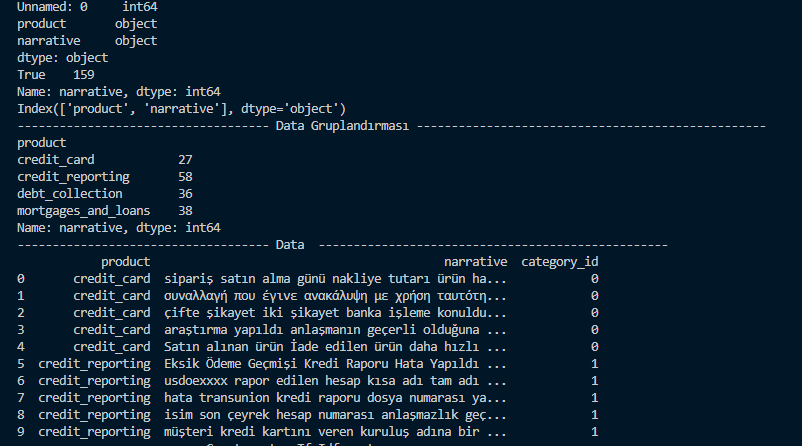 Unnamed: 0 int64
product object
narrative object
dtype: object
True 159
Name: narrative, dtype: int64
Index(['product', 'narrative'], dtype='object')
------------------------------------ Data Gruplandırması --------------------------------------------------
product
credit_card 27
credit_reporting 58
debt_collection 36
mortgages_and_loans 38
Name: narrative, dtype: int64
------------------------------------ Data --------------------------------------------------
product narrative category_id
0 credit_card sipariş satın alma günü nakliye tutarı ürün ha... 0
1 credit_card συναλλαγή που έγινε ανακάλυψη με χρήση ταυτότη... 0
2 credit_card çifte şikayet iki şikayet banka işleme konuldu... 0
3 credit_card araştırma yapıldı anlaşmanın geçerli olduğuna ... 0
4 credit_card Satın alınan ürün İade edilen ürün daha hızlı ... 0
5 credit_reporting Eksik Ödeme Geçmişi Kredi Raporu Hata Yapıldı ... 1
6 credit_reporting usdoexxxx rapor edilen hesap kısa adı tam adı ... 1
7 credit_reporting hata transunion kredi raporu dosya numarası ya... 1
8 credit_reporting isim son çeyrek hesap numarası anlaşmazlık geç... 1
9 credit_reporting müşteri kredi kartını veren kuruluş adına bir ... 1